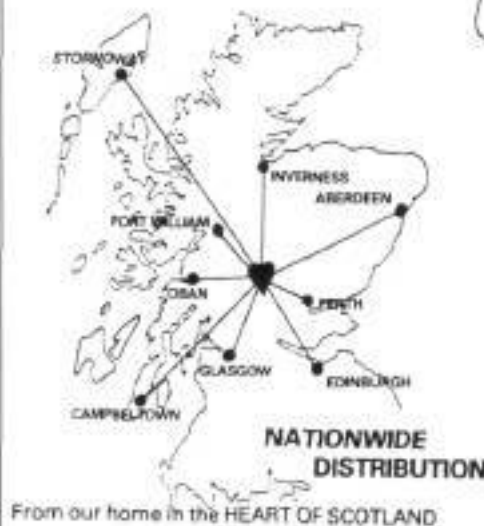 STORNOWAY
INVERNESS
ABERDEEN
FORT WILLIAM
OBAN
PERTH
GLASGOW
EDINBURGH
CAMPBELTOWN
NATIONWIDE
DISTRIBUTION
From our home in the HEART OF SCOTLAND